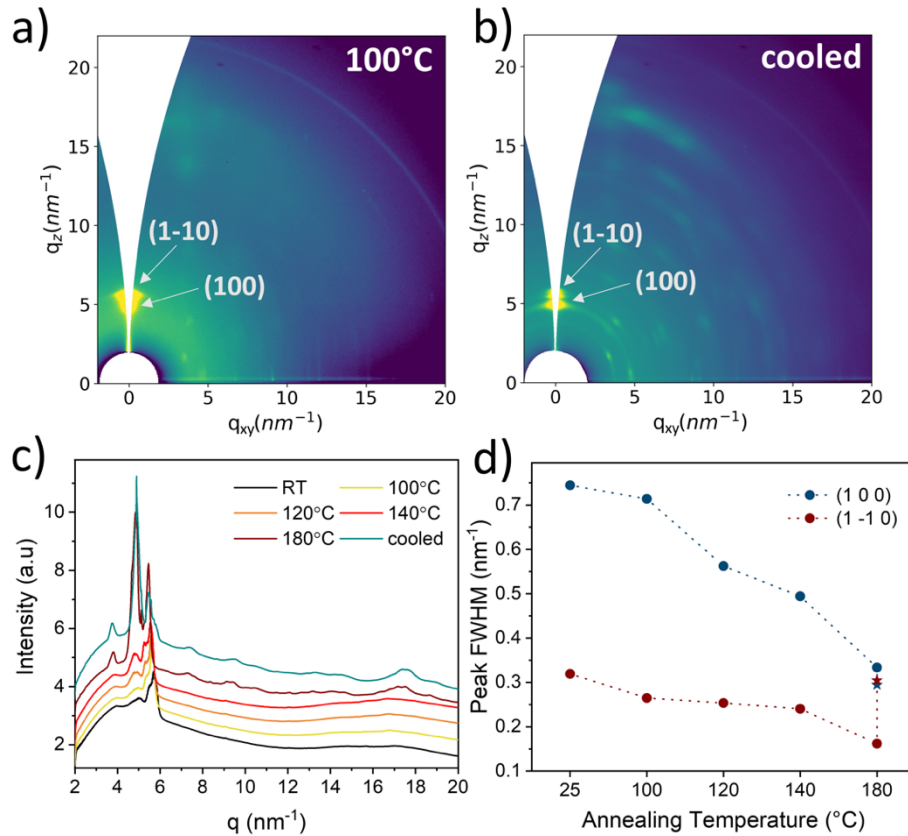 a)
100°C
20
15
10
5
0
qz(nm⁻¹)
(1-10)
(100)
0 5 10 15 20
qxy(nm⁻¹)
b)
cooled
20
15
10
5
0
qz(nm⁻¹)
(1-10)
(100)
0 5 10 15 20
qxy(nm⁻¹)
c)
RT 100°C
120°C 140°C
180°C cooled
10
8
6
4
2
Intensity (a.u)
2 4 6 8 10 12 14 16 18 20
q (nm⁻¹)
d)
(1 0 0)
(1 -1 0)
0.7
0.6
0.5
0.4
0.3
0.2
0.1
Peak FWHM (nm⁻¹)
25 100 120 140 180
Annealing Temperature (°C)